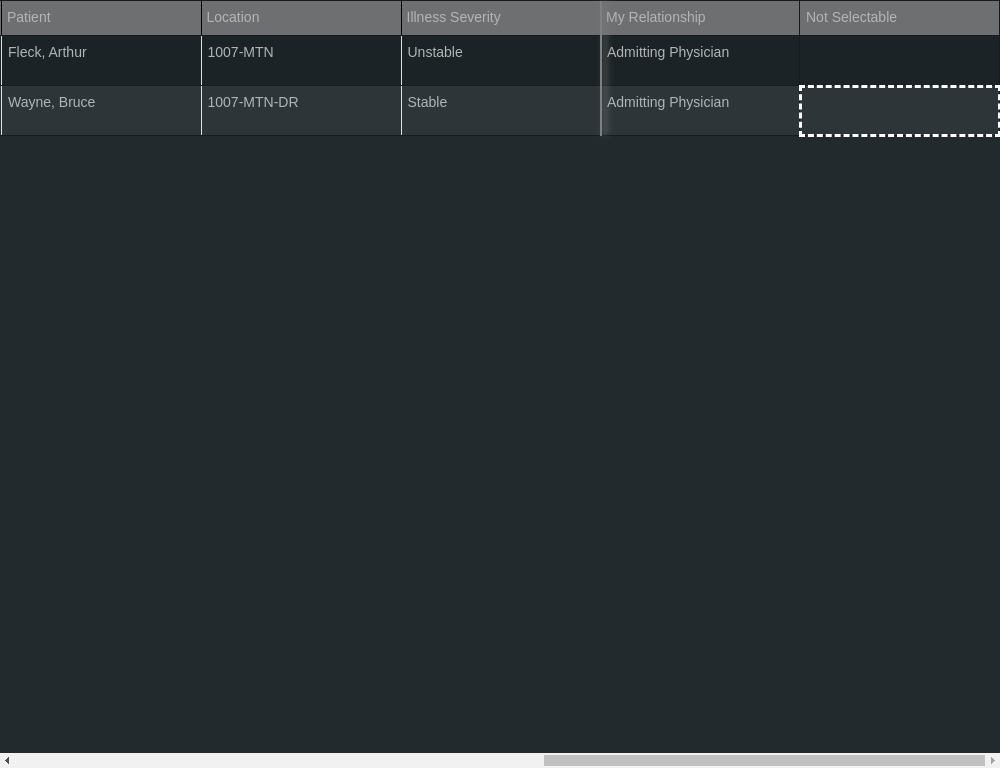 Patient Location Illness Severity My Relationship Not Selectable
Fleck, Arthur 1007-MTN Unstable Admitting Physician
Wayne, Bruce 1007-MTN-DR Stable Admitting Physician